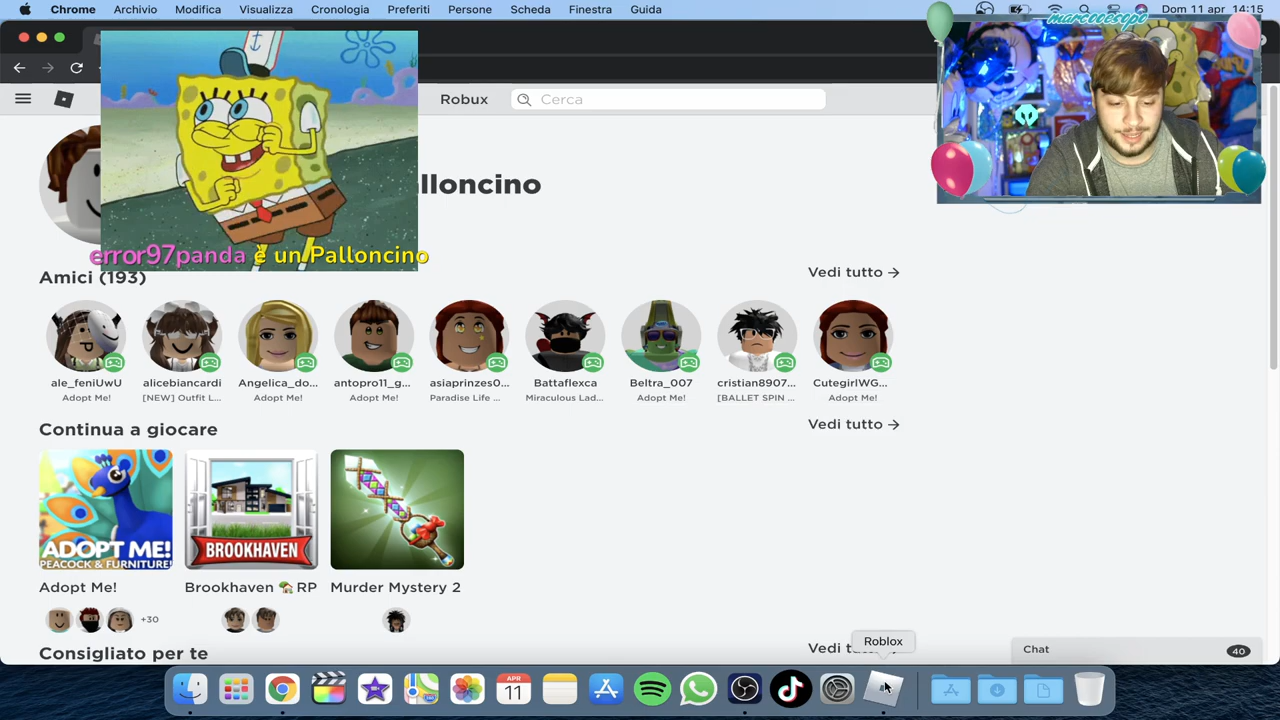 Chrome Archivio Modifica Visualizza Cronologia Preferiti Persone Scheda Finestra Guida Dom 11 apr 14:15
marcooesopo
Robux Cerca
lloncino
error97panda è un Palloncino
Amici (193) Vedi tutto →
ale_feniUwU alicebiancardi Angelica_do... antopro11_g... asiaprinzes0... Battaflexca Beltra_007 cristian8907... CutegirlWG...
Adopt Me! [NEW] Outfit L... Adopt Me! Adopt Me! Paradise Life ... Miraculous Lad... Adopt Me! [BALLET SPIN ... Adopt Me!
Continua a giocare Vedi tutto →
ADOPT ME!
PEACOCK & FURNITURE!
BROOKHAVEN
Adopt Me! Brookhaven 🏡 RP Murder Mystery 2
+30
Consigliato per te Vedi
Roblox
Chat 40
APR
11